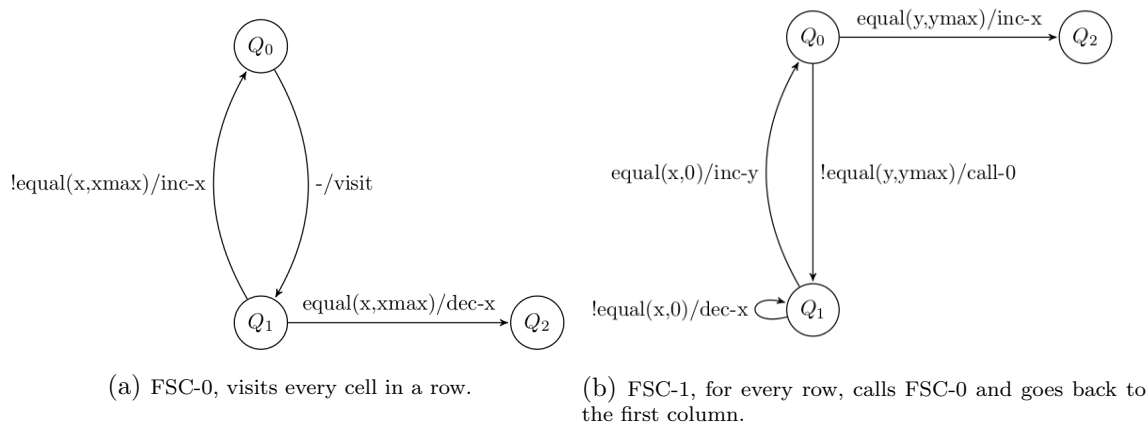 Q0
!equal(x,xmax)/inc-x
-/visit
Q1
equal(x,xmax)/dec-x
Q2
(a) FSC-0, visits every cell in a row.
Q0
equal(y,ymax)/inc-x
Q2
equal(x,0)/inc-y
!equal(y,ymax)/call-0
!equal(x,0)/dec-x
Q1
(b) FSC-1, for every row, calls FSC-0 and goes back to
the first column.